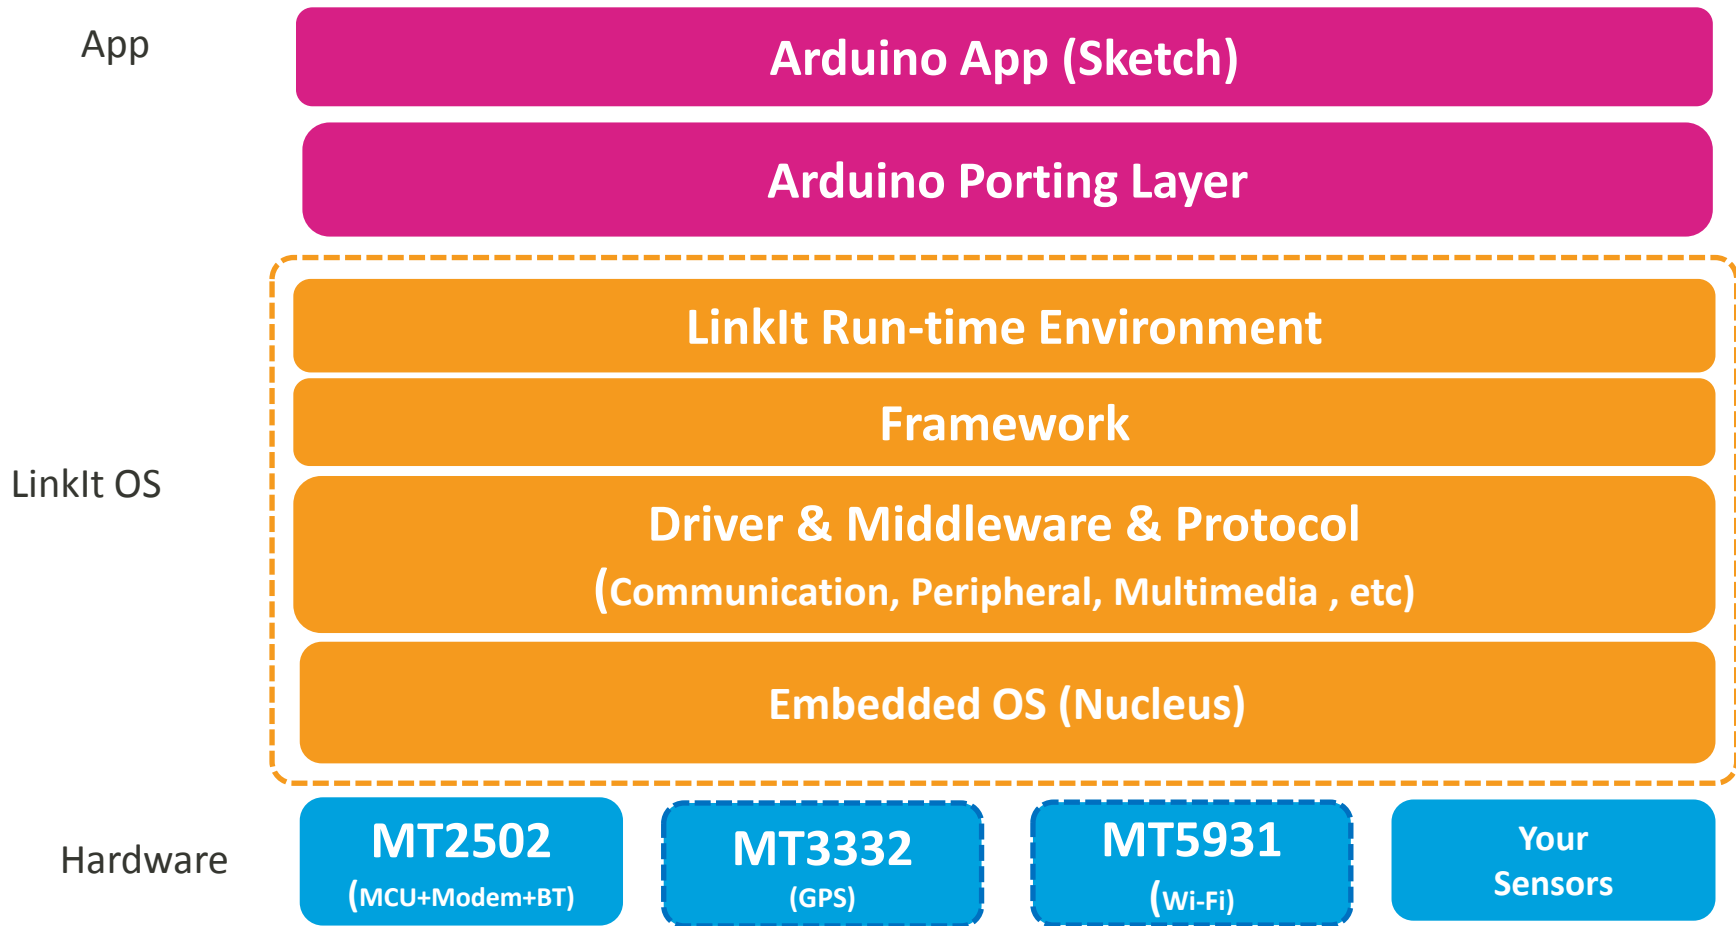 App
Arduino App (Sketch)
Arduino Porting Layer
LinkIt OS
LinkIt Run-time Environment
Framework
Driver & Middleware & Protocol
(Communication, Peripheral, Multimedia , etc)
Embedded OS (Nucleus)
Hardware
MT2502
(MCU+Modem+BT)
MT3332
(GPS)
MT5931
(Wi-Fi)
Your
Sensors